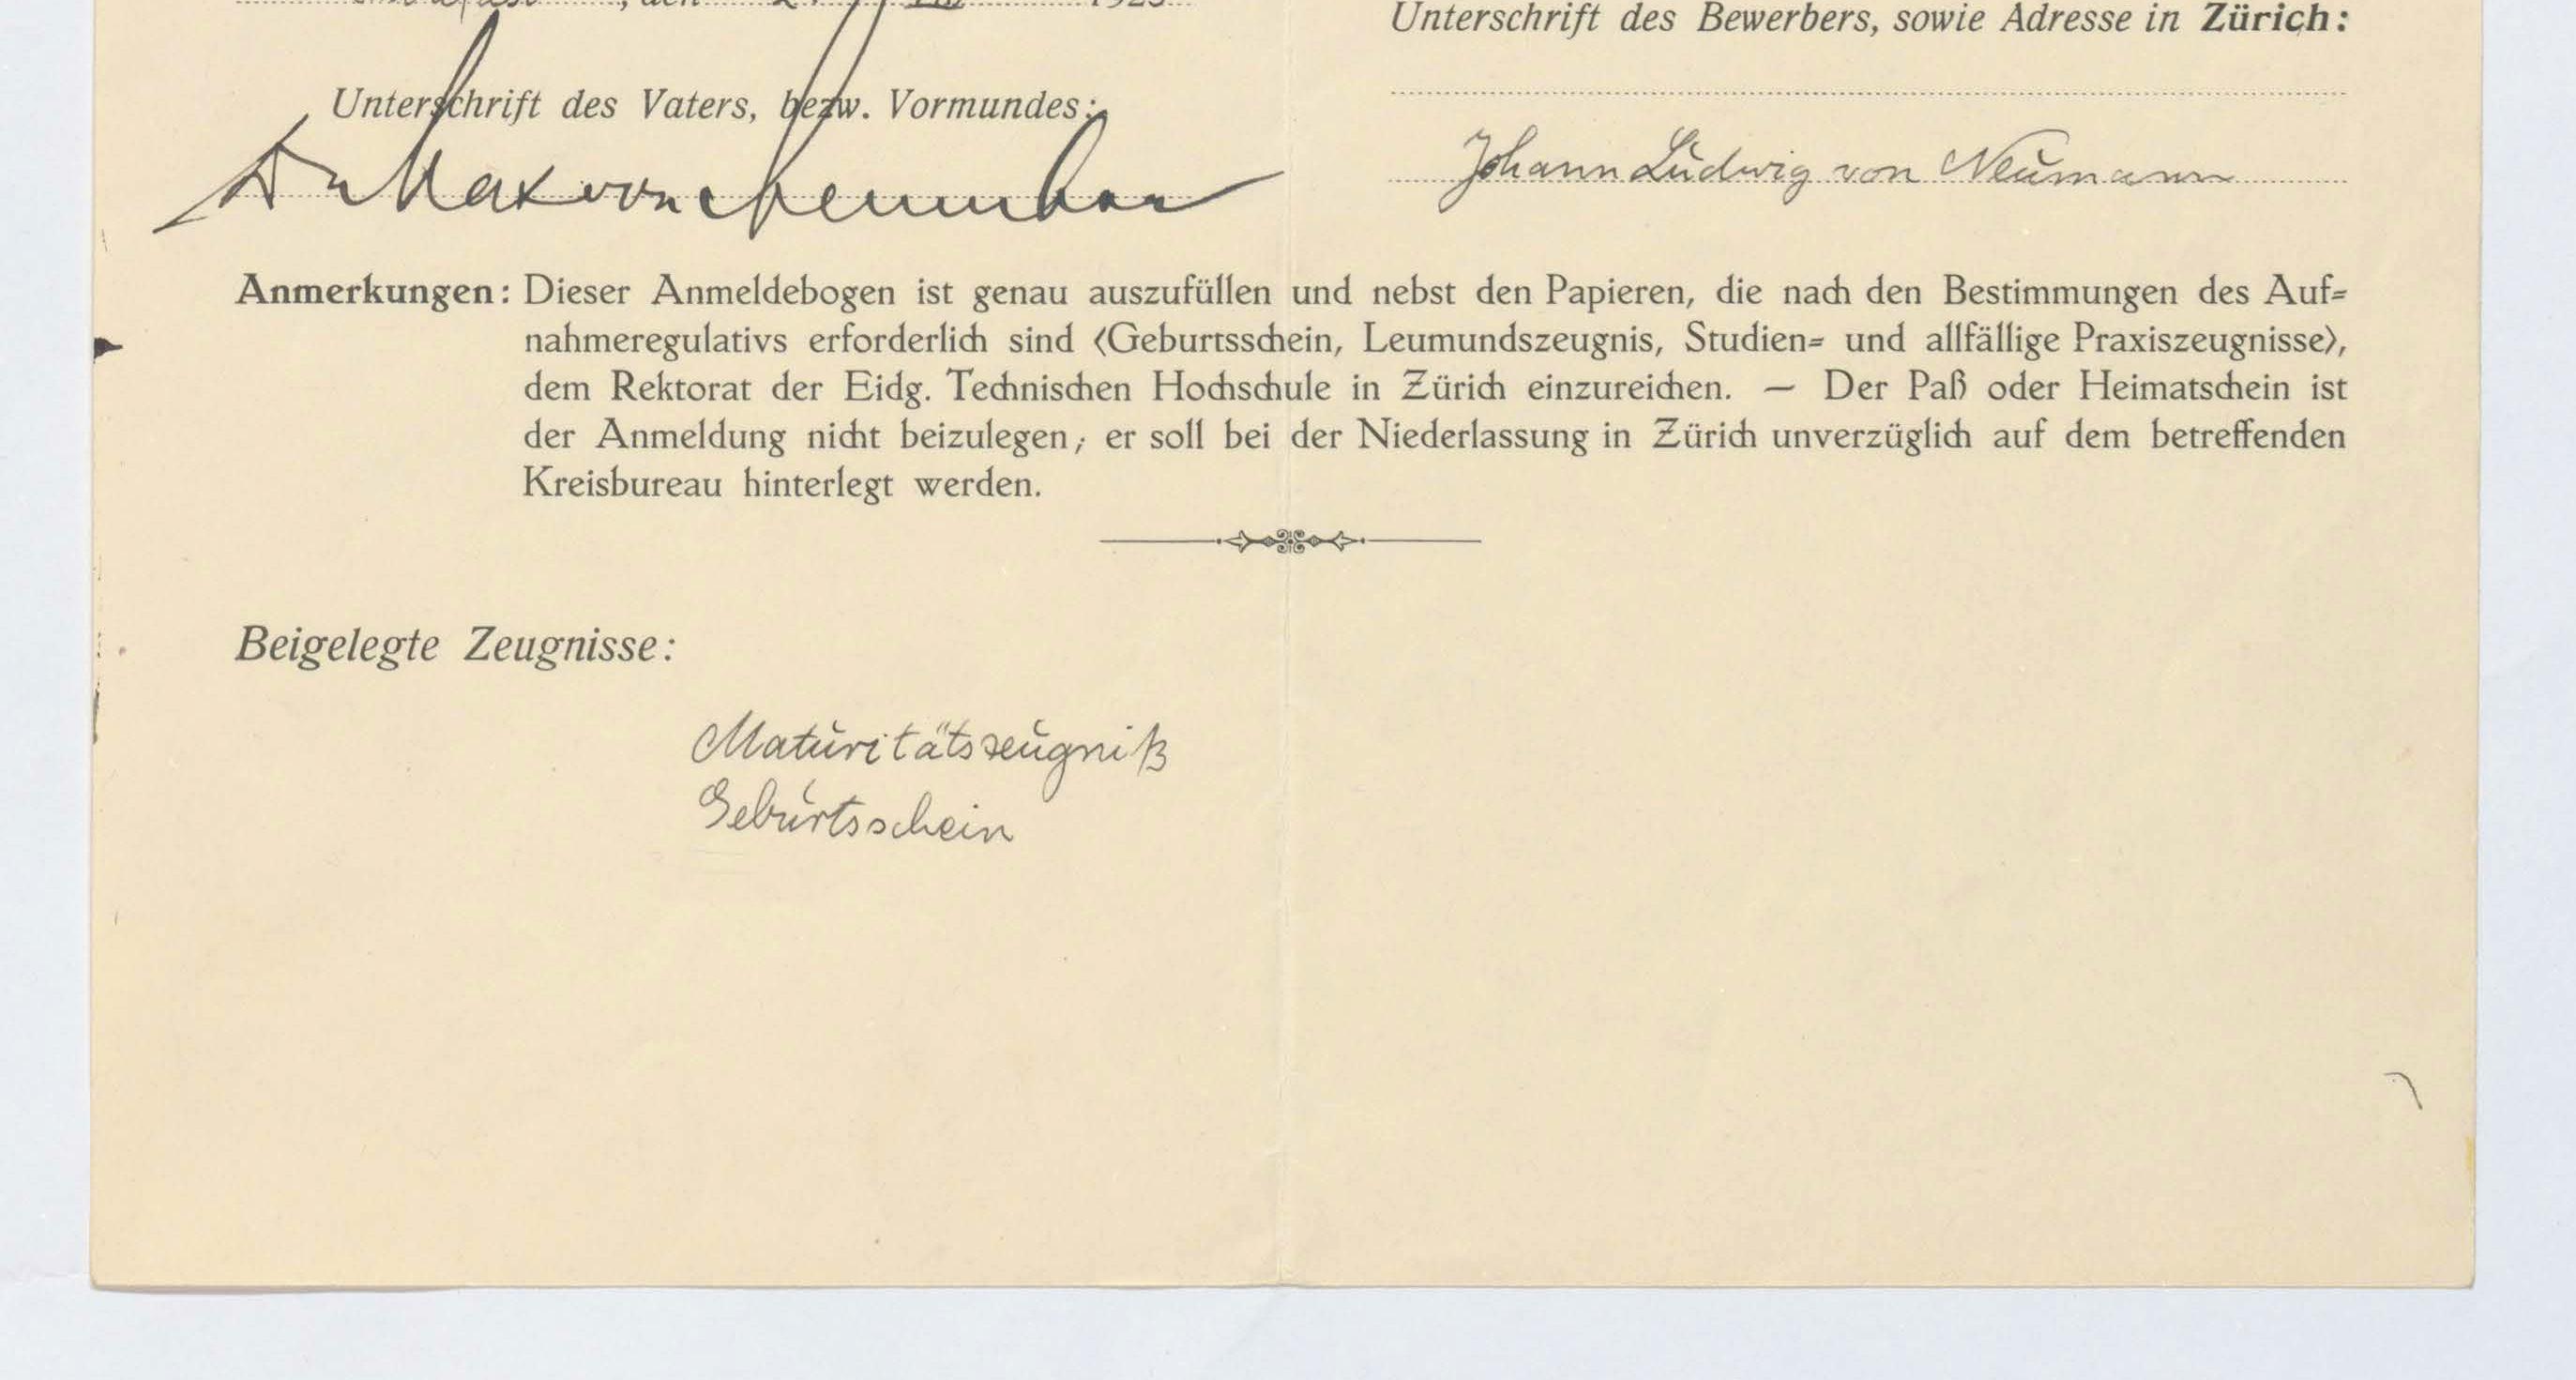 , den 1923
Unterschrift des Bewerbers, sowie Adresse in Zürich:
Unterschrift des Vaters, bezw. Vormundes:
Dr Max von Neumann
Johann Ludwig von Neumann
Anmerkungen: Dieser Anmeldebogen ist genau auszufüllen und nebst den Papieren, die nach den Bestimmungen des Auf=
nahmeregulativs erforderlich sind (Geburtsschein, Leumundszeugnis, Studien= und allfällige Praxiszeugnisse),
dem Rektorat der Eidg. Technischen Hochschule in Zürich einzureichen. — Der Paß oder Heimatschein ist
der Anmeldung nicht beizulegen; er soll bei der Niederlassung in Zürich unverzüglich auf dem betreffenden
Kreisbureau hinterlegt werden.
Beigelegte Zeugnisse:
Maturitätszeugniß
Geburtsschein